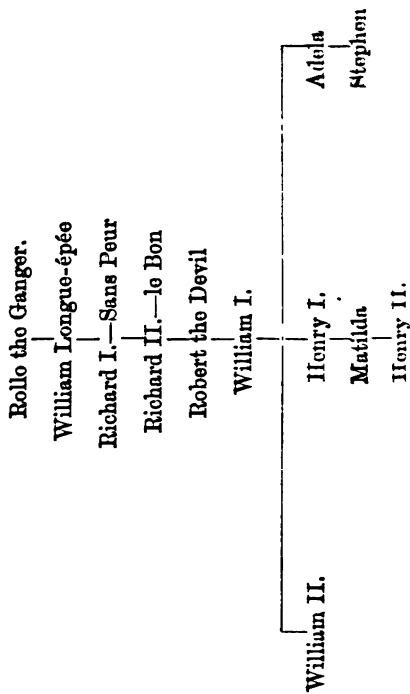 Rollo the Ganger.
William Longue-épée
Richard I.—Sans Peur
Richard II.—le Bon
Robert the Devil
William I.
William II. Henry I. Adela
Matilda Stephen
Henry II.